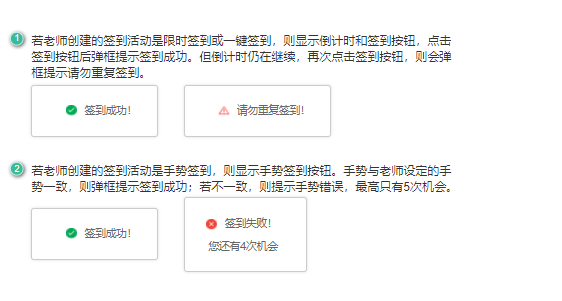 1 若老师创建的签到活动是限时签到或一键签到，则显示倒计时和签到按钮，点击
签到按钮后弹框提示签到成功。但倒计时仍在继续，再次点击签到按钮，则会弹
框提示请勿重复签到。
签到成功！ 请勿重复签到！
2 若老师创建的签到活动是手势签到，则显示手势签到按钮。手势与老师设定的手
势一致，则弹框提示签到成功；若不一致，则提示手势错误，最高只有5次机会。
签到成功！ 签到失败！
您还有4次机会